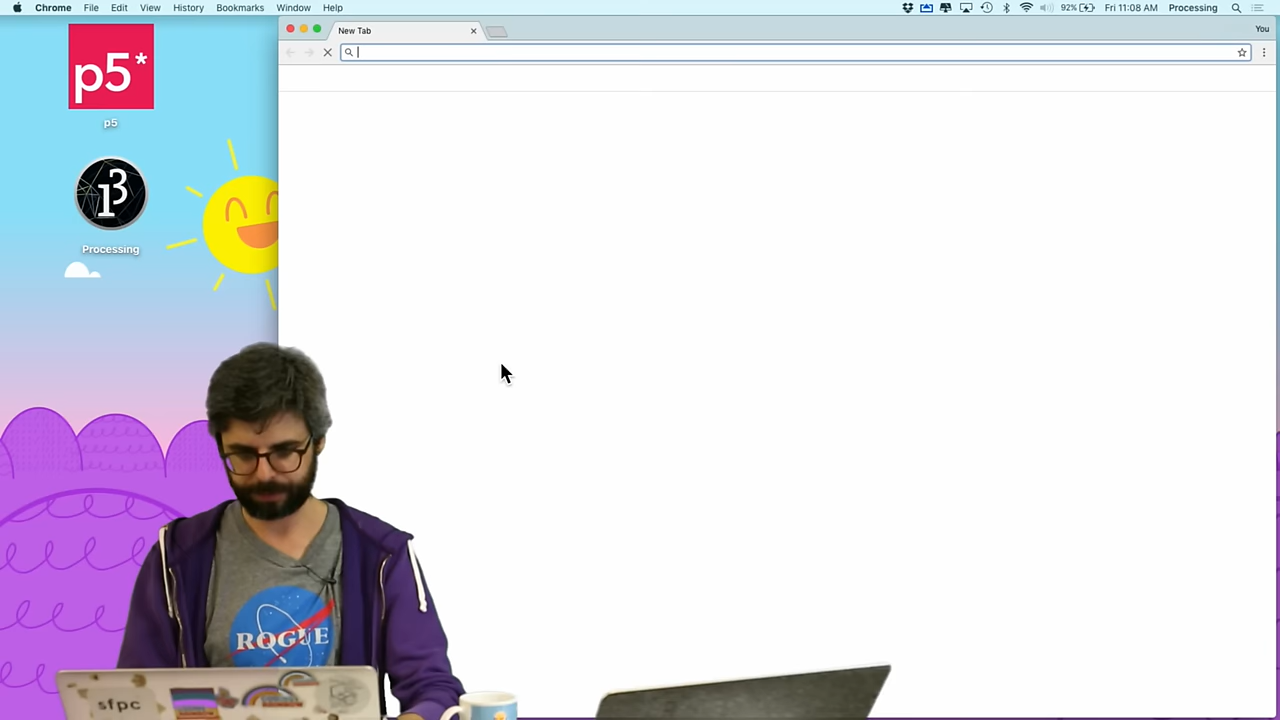 Chrome File Edit View History Bookmarks Window Help 92% Fri 11:08 AM Processing
New Tab You
p5*
p5
Processing
ROGUE
sfpc